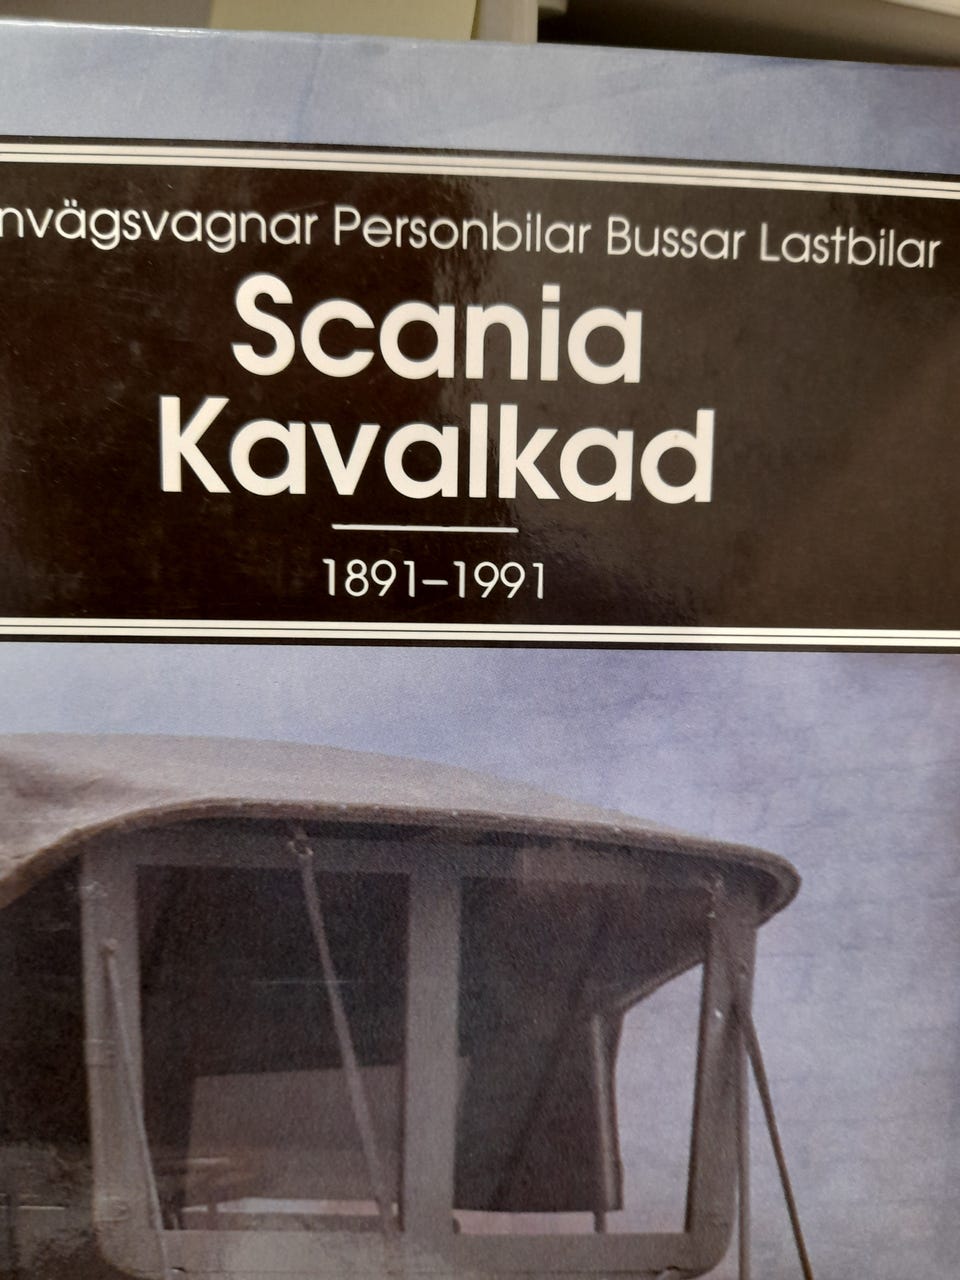 nvägsvagnar Personbilar Bussar Lastbilar
Scania
Kavalkad
1891–1991